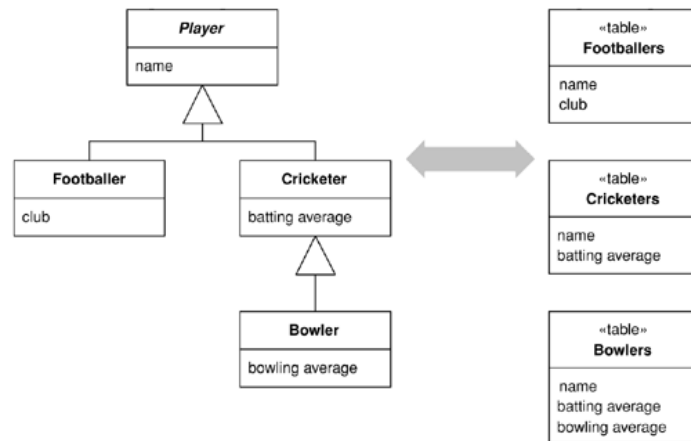 Player
name
Footballer
club
Cricketer
batting average
Bowler
bowling average
«table»
Footballers
name
club
«table»
Cricketers
name
batting average
«table»
Bowlers
name
batting average
bowling average